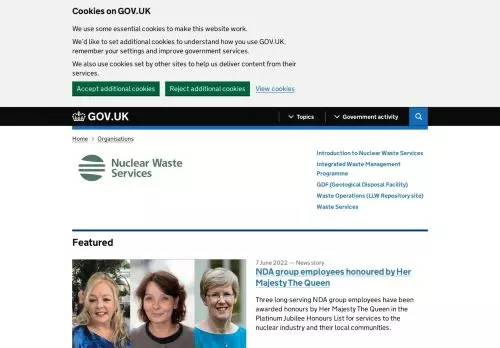 Cookies on GOV.UK
We use some essential cookies to make this website work.
We'd like to set additional cookies to understand how you use GOV.UK,
remember your settings and improve government services.
We also use cookies set by other sites to help us deliver content from their
services.
Accept additional cookies
Reject additional cookies
View cookies
GOV.UK
Topics
Government activity
Home
Organisations
Nuclear Waste
Services
Introduction to Nuclear Waste Services
Integrated Waste Management
Programme
GDF (Geological Disposal Facility)
Waste Operations (LLW Repository site)
Waste Services
Featured
7 June 2022 — News story
NDA group employees honoured by Her
Majesty The Queen
Three long-serving NDA group employees have been
awarded honours by Her Majesty The Queen in the
Platinum Jubilee Honours List for services to the
nuclear industry and their local communities.